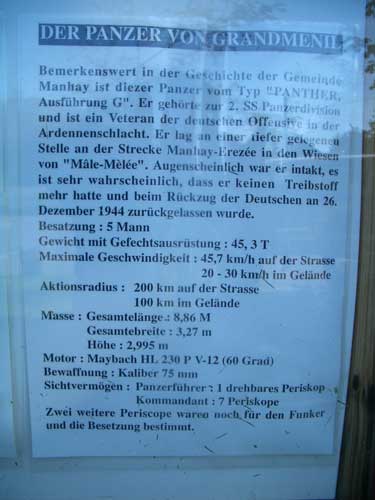 DER PANZER VON GRANDMENIL
Bemerkenswert in der Geschichte der Gemeinde
Manhay ist diezer Panzer vom Typ "PANTHER,
Ausführung G". Er gehörte zur 2. SS Panzerdivision
und ist ein Veteran der deutschen Offensive in der
Ardennenschlacht. Er lag an einer tiefer gelegenen
Stelle an der Strecke Manhay-Erezée in den Wiesen
von "Mâle-Mèlée". Augenscheinlich war er intakt, es
ist sehr wahrscheinlich, dass er keinen Treibstoff
mehr hatte und beim Rückzug der Deutschen an 26.
Dezember 1944 zurückgelassen wurde.
Besatzung : 5 Mann
Gewicht mit Gefechtsausrüstung : 45, 3 T
Maximale Geschwindigkeit : 45,7 km/h auf der Strasse
20 - 30 km/h im Gelände
Aktionsradius : 200 km auf der Strasse
100 km im Gelände
Masse : Gesamtelänge : 8,86 M
Gesamtebreite : 3,27 m
Höhe : 2,995 m
Motor : Maybach HL 230 P V-12 (60 Grad)
Bewaffnung : Kaliber 75 mm
Sichtvermögen : Panzerführer : 1 drehbares Periskop
Kommandant : 7 Periskope
Zwei weitere Periscope waren noch für den Funker
und die Besetzung bestimmt.